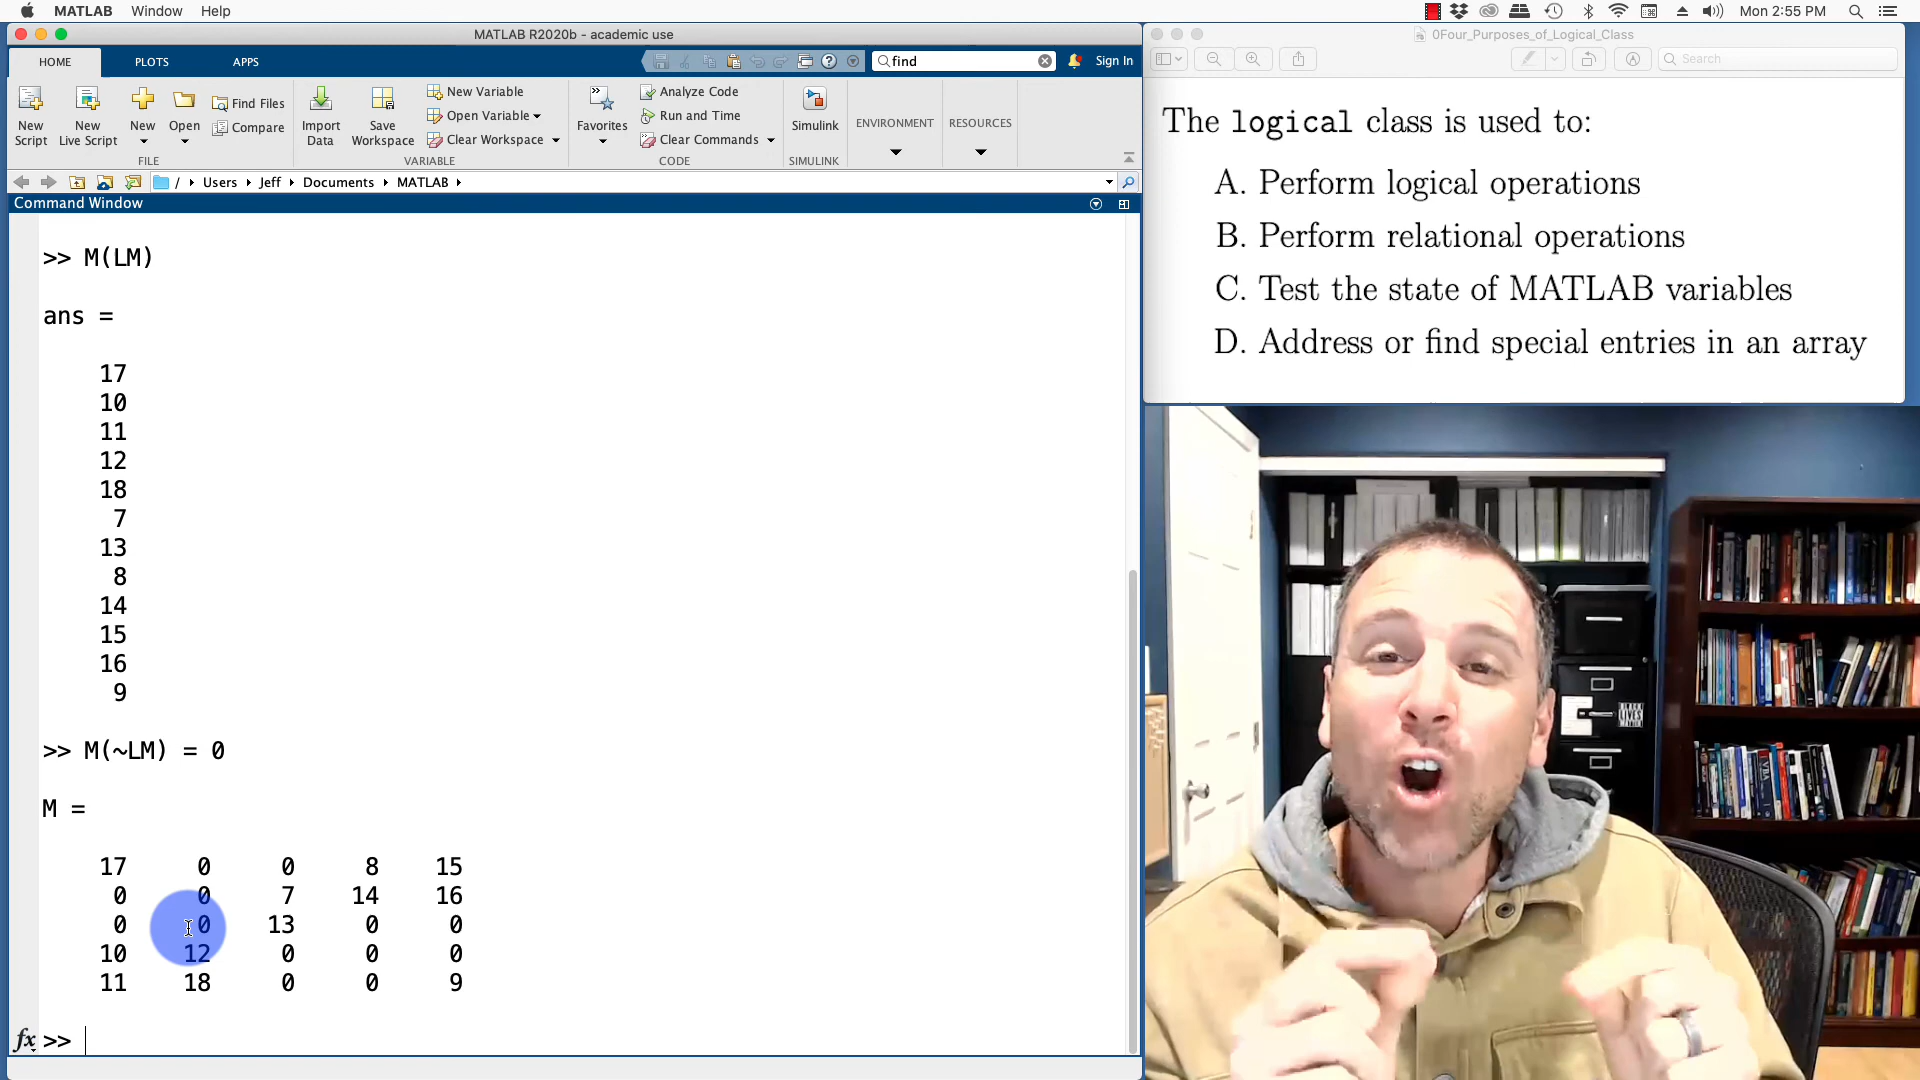 MATLAB Window Help Mon 2:55 PM
MATLAB R2020b - academic use
HOME PLOTS APPS find Sign In
New Script
New Live Script
New
Open
Find Files
Compare
FILE
Import Data
Save Workspace
New Variable
Open Variable
Clear Workspace
VARIABLE
Favorites
Analyze Code
Run and Time
Clear Commands
CODE
Simulink
SIMULINK
ENVIRONMENT
RESOURCES
/ Users Jeff Documents MATLAB
Command Window
>> M(LM)
ans =
17
10
11
12
18
7
13
8
14
15
16
9
>> M(~LM) = 0
M =
17 0 0 8 15
0 0 7 14 16
0 0 13 0 0
10 12 0 0 0
11 18 0 0 9
fx >>
0Four_Purposes_of_Logical_Class
Search
The logical class is used to:
A. Perform logical operations
B. Perform relational operations
C. Test the state of MATLAB variables
D. Address or find special entries in an array
BLACK
LIVES
MATTER